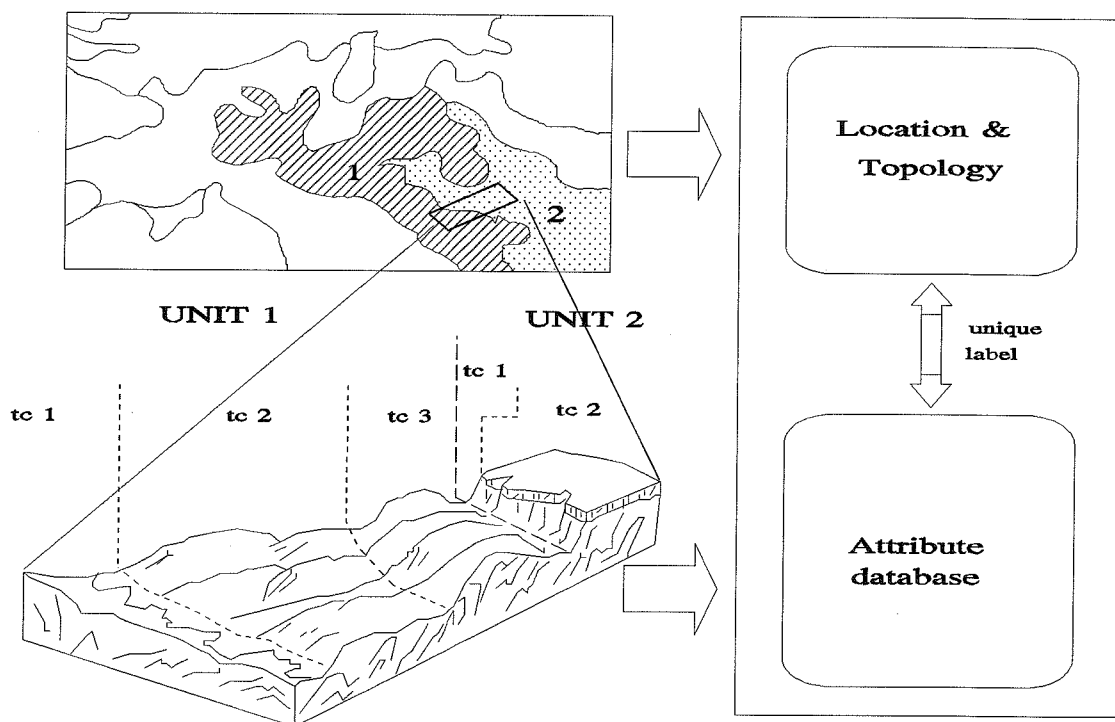 1
2
Location &
Topology
UNIT 1
UNIT 2
unique
label
tc 1
tc 1
tc 2
tc 3
tc 2
Attribute
database